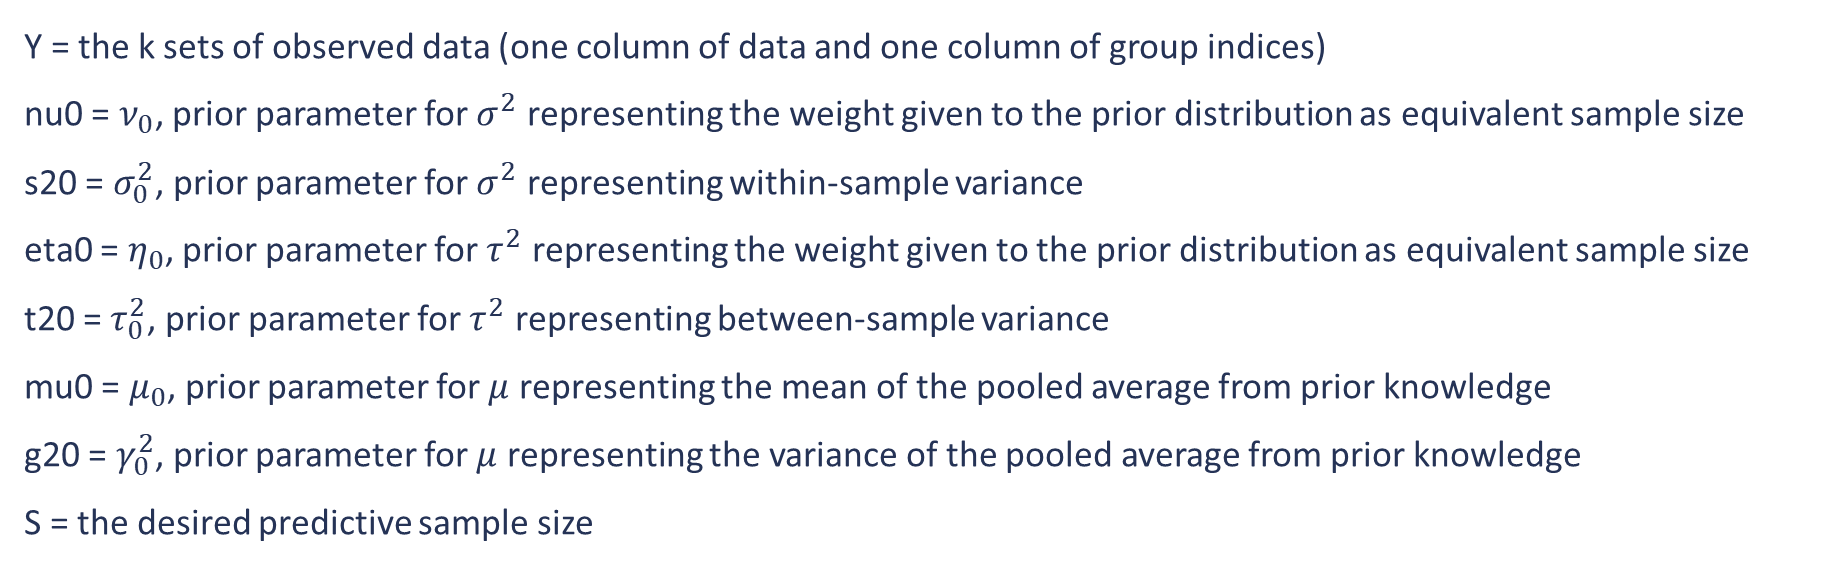 Y = the k sets of observed data (one column of data and one column of group indices)
nu0 = ν₀, prior parameter for σ² representing the weight given to the prior distribution as equivalent sample size
s20 = σ₀², prior parameter for σ² representing within-sample variance
eta0 = η₀, prior parameter for τ² representing the weight given to the prior distribution as equivalent sample size
t20 = τ₀², prior parameter for τ² representing between-sample variance
mu0 = μ₀, prior parameter for μ representing the mean of the pooled average from prior knowledge
g20 = γ₀², prior parameter for μ representing the variance of the pooled average from prior knowledge
S = the desired predictive sample size